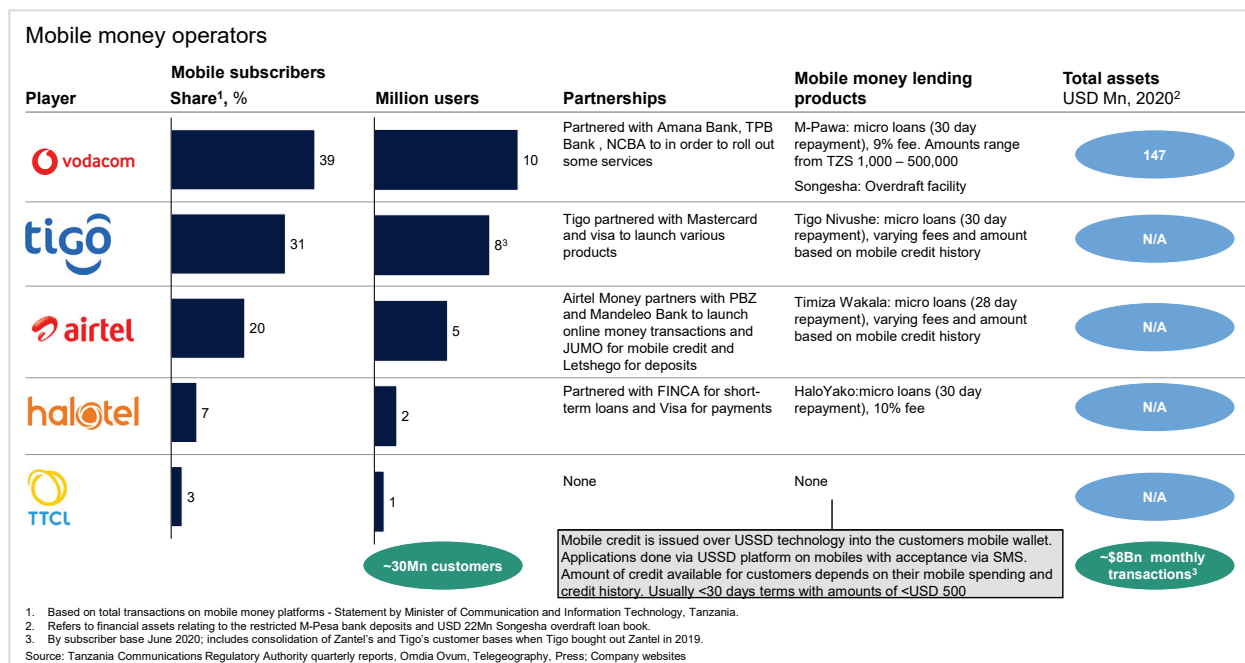 Mobile money operators
Mobile subscribers
Player
Share1, %
Million users
Partnerships
Mobile money lending
products
Total assets
USD Mn, 20202
vodacom
39
10
Partnered with Amana Bank, TPB
Bank , NCBA to in order to roll out
some services
M-Pawa: micro loans (30 day
repayment), 9% fee. Amounts range
from TZS 1,000 – 500,000
Songesha: Overdraft facility
147
tigo
31
83
Tigo partnered with Mastercard
and visa to launch various
products
Tigo Nivushe: micro loans (30 day
repayment), varying fees and amount
based on mobile credit history
N/A
airtel
20
5
Airtel Money partners with PBZ
and Mandeleo Bank to launch
online money transactions and
JUMO for mobile credit and
Letshego for deposits
Timiza Wakala: micro loans (28 day
repayment), varying fees and amount
based on mobile credit history
N/A
halotel
7
2
Partnered with FINCA for short-
term loans and Visa for payments
HaloYako:micro loans (30 day
repayment), 10% fee
N/A
TTCL
3
1
None
None
N/A
~30Mn customers
Mobile credit is issued over USSD technology into the customers mobile wallet.
Applications done via USSD platform on mobiles with acceptance via SMS.
Amount of credit available for customers depends on their mobile spending and
credit history. Usually <30 days terms with amounts of <USD 500
~$8Bn monthly
transactions3
1. Based on total transactions on mobile money platforms - Statement by Minister of Communication and Information Technology, Tanzania.
2. Refers to financial assets relating to the restricted M-Pesa bank deposits and USD 22Mn Songesha overdraft loan book.
3. By subscriber base June 2020; includes consolidation of Zantel's and Tigo's customer bases when Tigo bought out Zantel in 2019.
Source: Tanzania Communications Regulatory Authority quarterly reports, Omdia Ovum, Telegeography, Press; Company websites